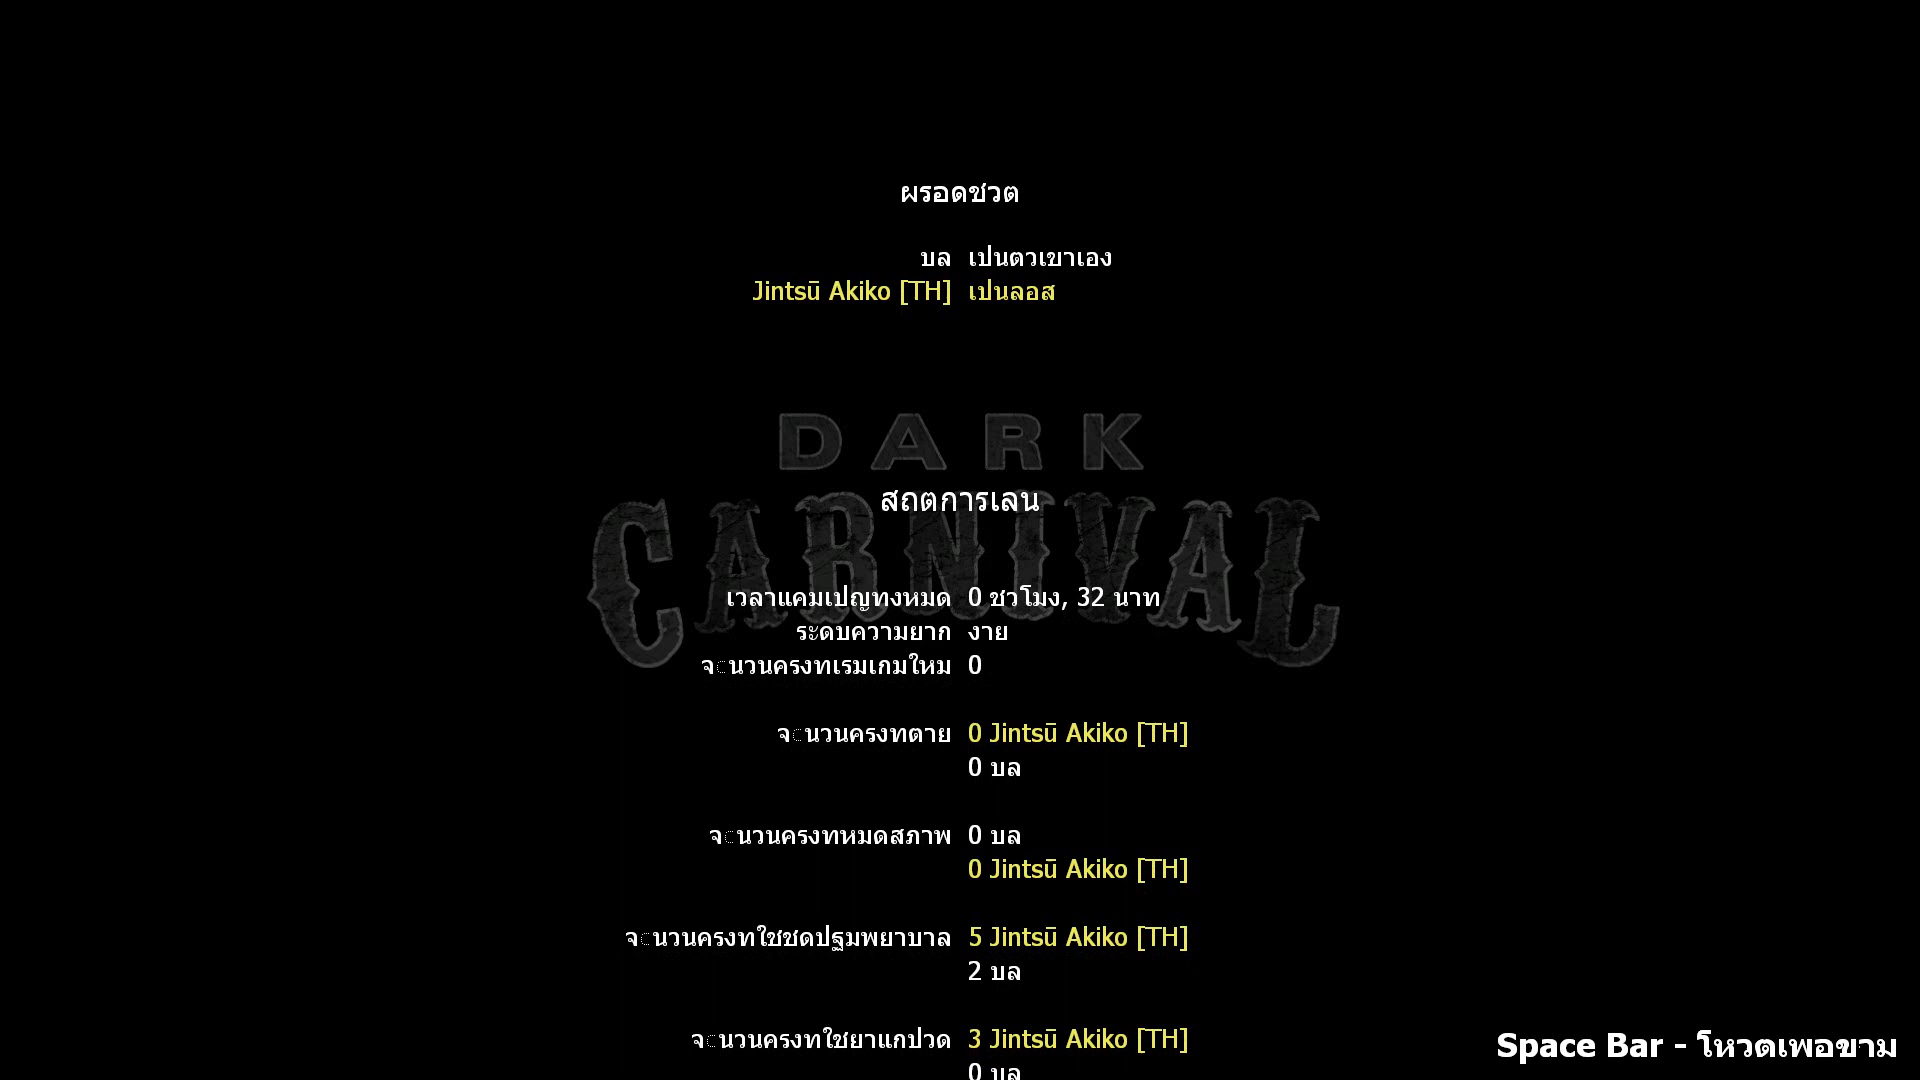 ผรอดชวต
บล เปนตวเขาเอง
Jintsū Akiko [TH] เปนลอส
DARK
สถตการเลน
CARNIVAL
เวลาแคมเปญทงหมด 0 ชวโมง, 32 นาท
ระดบความยาก งาย
จํนวนครงทเรมเกมใหม 0
จํนวนครงทตาย 0 Jintsū Akiko [TH]
0 บล
จํนวนครงทหมดสภาพ 0 บล
0 Jintsū Akiko [TH]
จํนวนครงทใชชดปฐมพยาบาล 5 Jintsū Akiko [TH]
2 บล
จํนวนครงทใชยาแกปวด 3 Jintsū Akiko [TH]
0 บล
Space Bar - โหวตเพอขาม